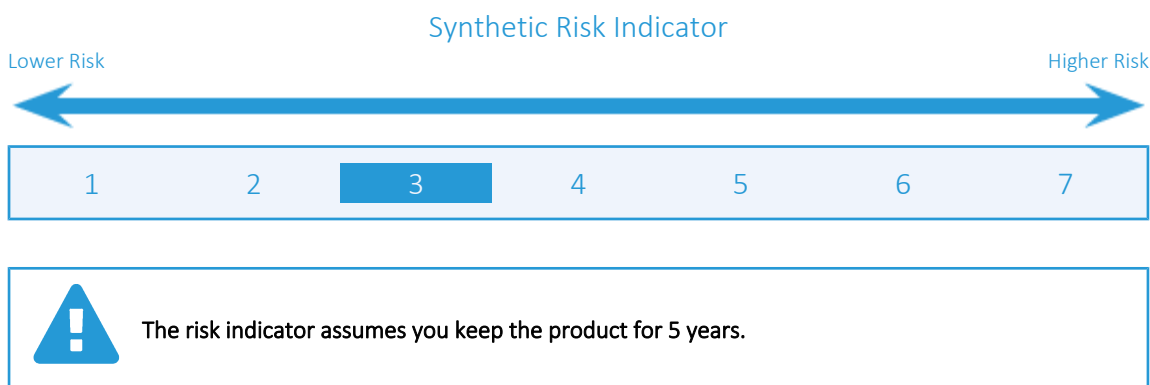 Synthetic Risk Indicator
Lower Risk Higher Risk
1 2 3 4 5 6 7
The risk indicator assumes you keep the product for 5 years.